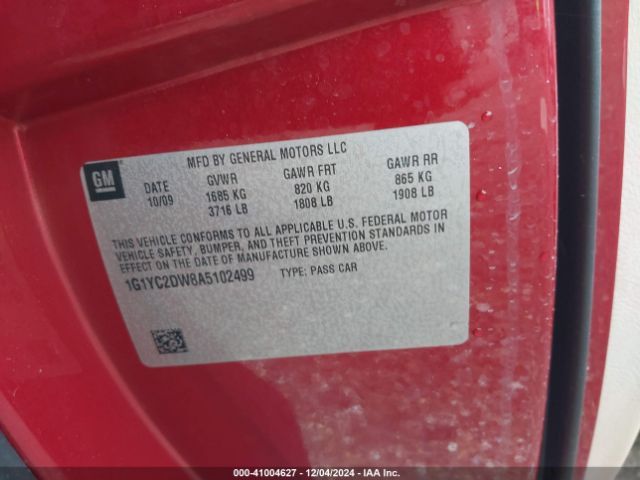 MFD BY GENERAL MOTORS LLC
GM
DATE GVWR GAWR FRT GAWR RR
10/09 1685 KG 820 KG 865 KG
3716 LB 1808 LB 1908 LB
THIS VEHICLE CONFORMS TO ALL APPLICABLE U.S. FEDERAL MOTOR
VEHICLE SAFETY, BUMPER, AND THEFT PREVENTION STANDARDS IN
EFFECT ON THE DATE OF MANUFACTURE SHOWN ABOVE.
1G1YC2DW8A5102499 TYPE: PASS CAR
000-41004627 - 12/04/2024 - IAA Inc.